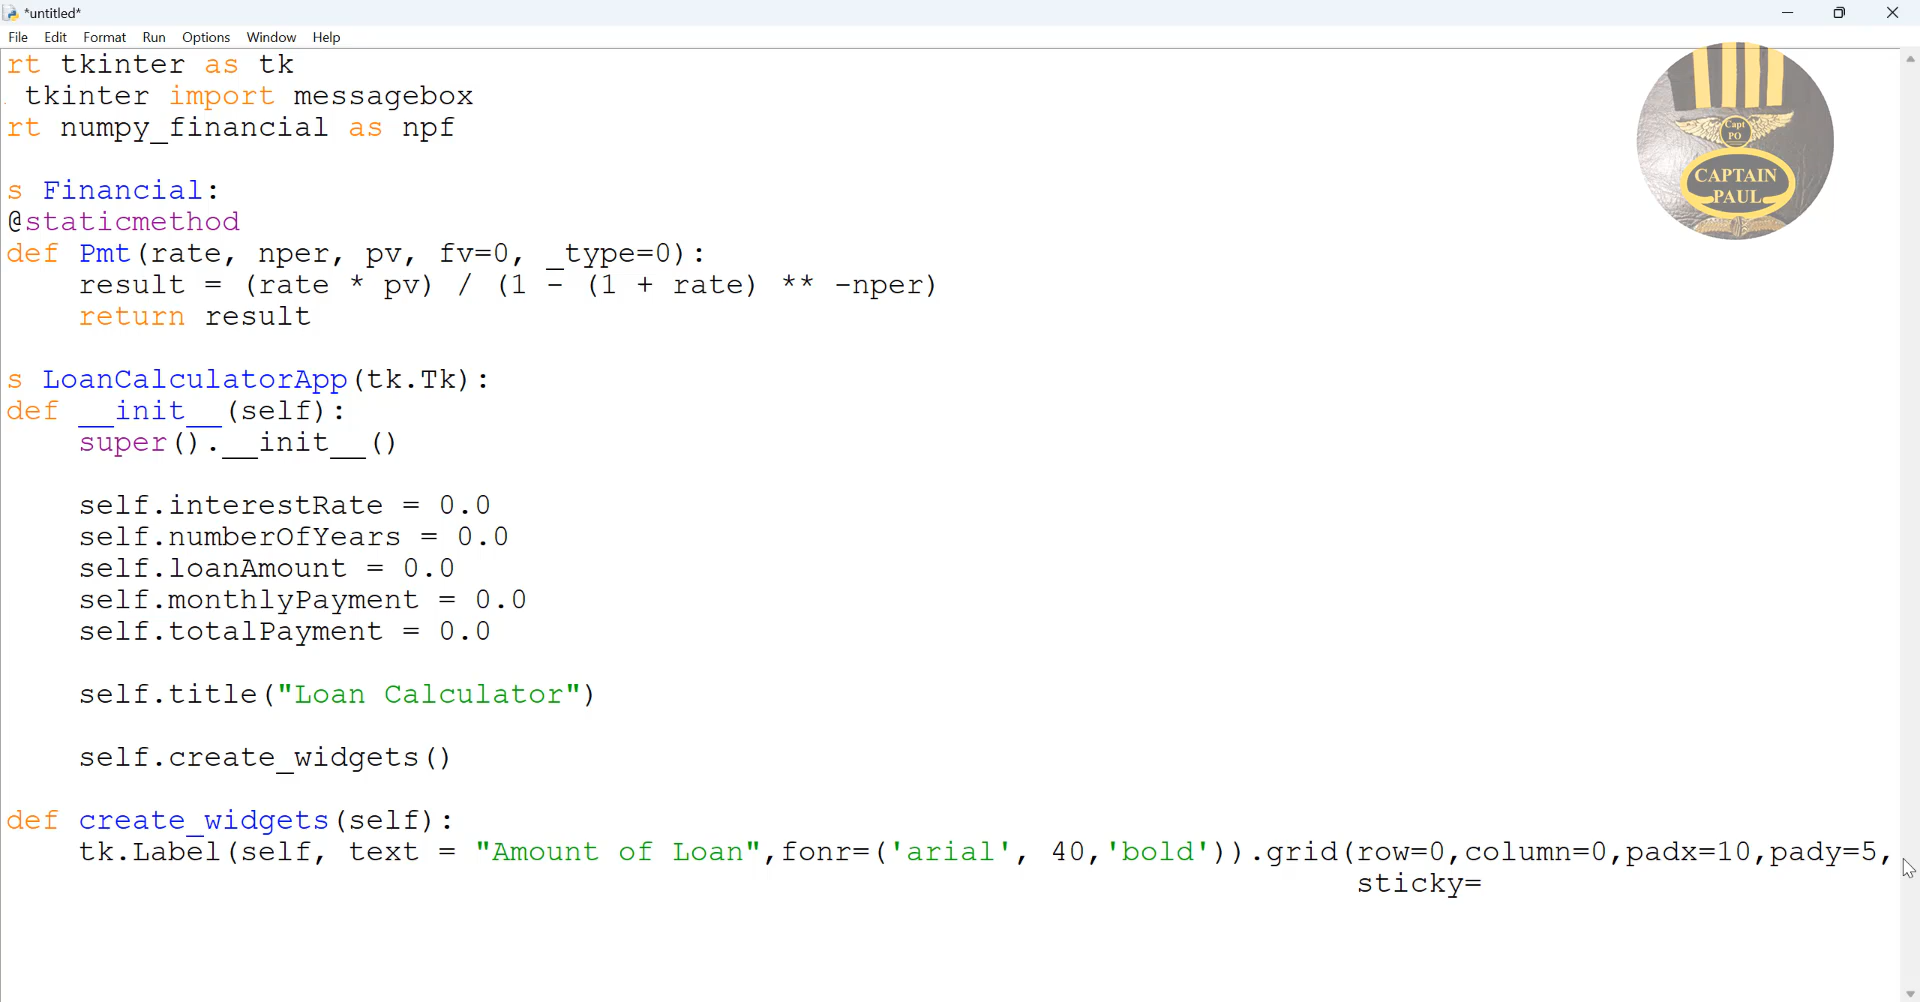 *untitled*
File Edit Format Run Options Window Help
rt tkinter as tk
tkinter import messagebox
rt numpy_financial as npf
s Financial:
@staticmethod
def Pmt(rate, nper, pv, fv=0, _type=0):
result = (rate * pv) / (1 - (1 + rate) ** -nper)
return result
s LoanCalculatorApp(tk.Tk):
def __init__(self):
super().__init__()
self.interestRate = 0.0
self.numberOfYears = 0.0
self.loanAmount = 0.0
self.monthlyPayment = 0.0
self.totalPayment = 0.0
self.title("Loan Calculator")
self.create_widgets()
def create_widgets(self):
tk.Label(self, text = "Amount of Loan",fonr=('arial', 40,'bold')).grid(row=0,column=0,padx=10,pady=5,
sticky=
Capt
PO
CAPTAIN
PAUL